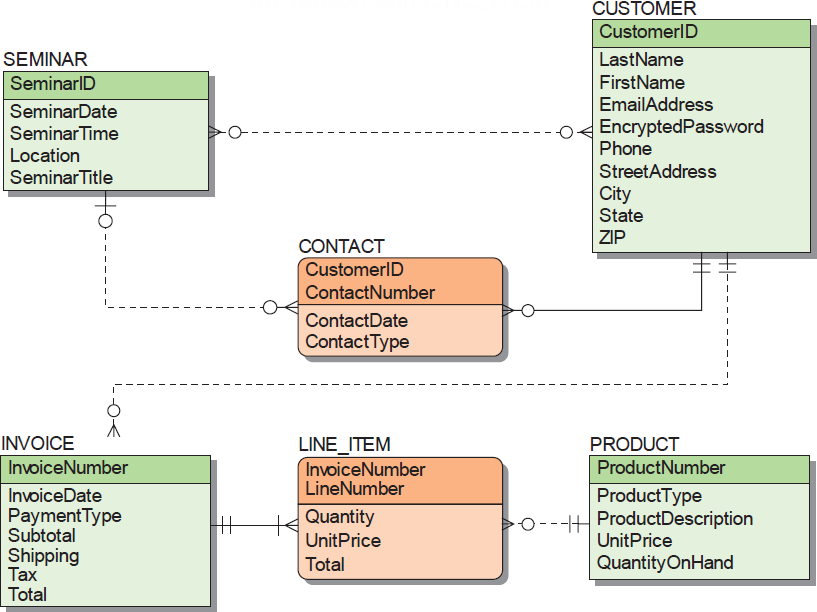 CUSTOMER
CustomerID
LastName
FirstName
EmailAddress
EncryptedPassword
Phone
StreetAddress
City
State
ZIP
SEMINAR
SeminarID
SeminarDate
SeminarTime
Location
SeminarTitle
CONTACT
CustomerID
ContactNumber
ContactDate
ContactType
INVOICE
InvoiceNumber
InvoiceDate
PaymentType
Subtotal
Shipping
Tax
Total
LINE_ITEM
InvoiceNumber
LineNumber
Quantity
UnitPrice
Total
PRODUCT
ProductNumber
ProductType
ProductDescription
UnitPrice
QuantityOnHand